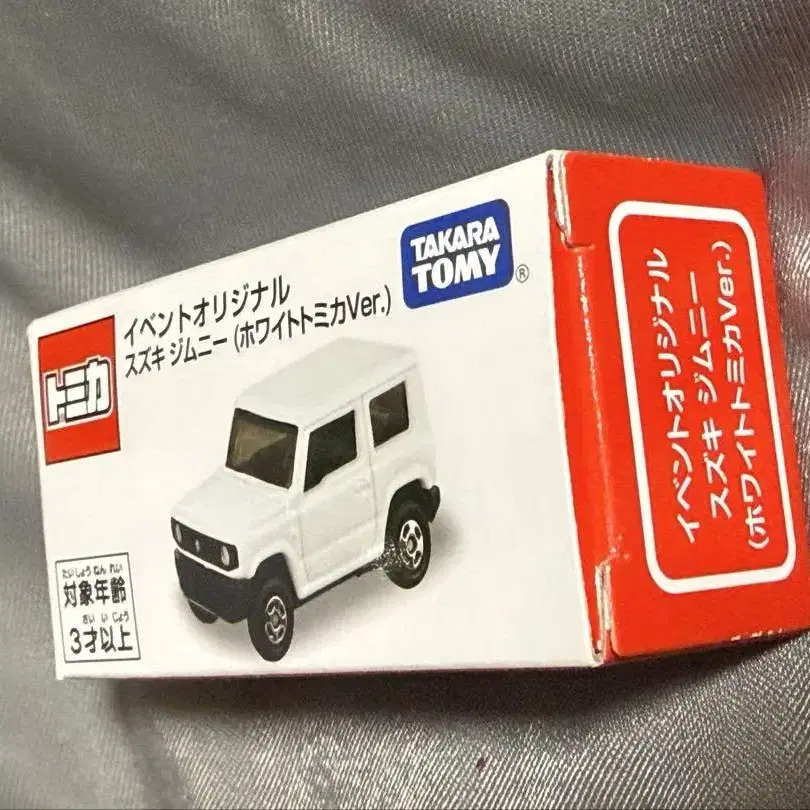 イベントオリジナル
スズキ ジムニー (ホワイトトミカVer.)
TAKARA
TOMY
®
トミカ
たいしょうねんれい
対象年齢
さい いじょう
3才以上
イベントオリジナル
スズキ ジムニー
(ホワイトトミカVer.)